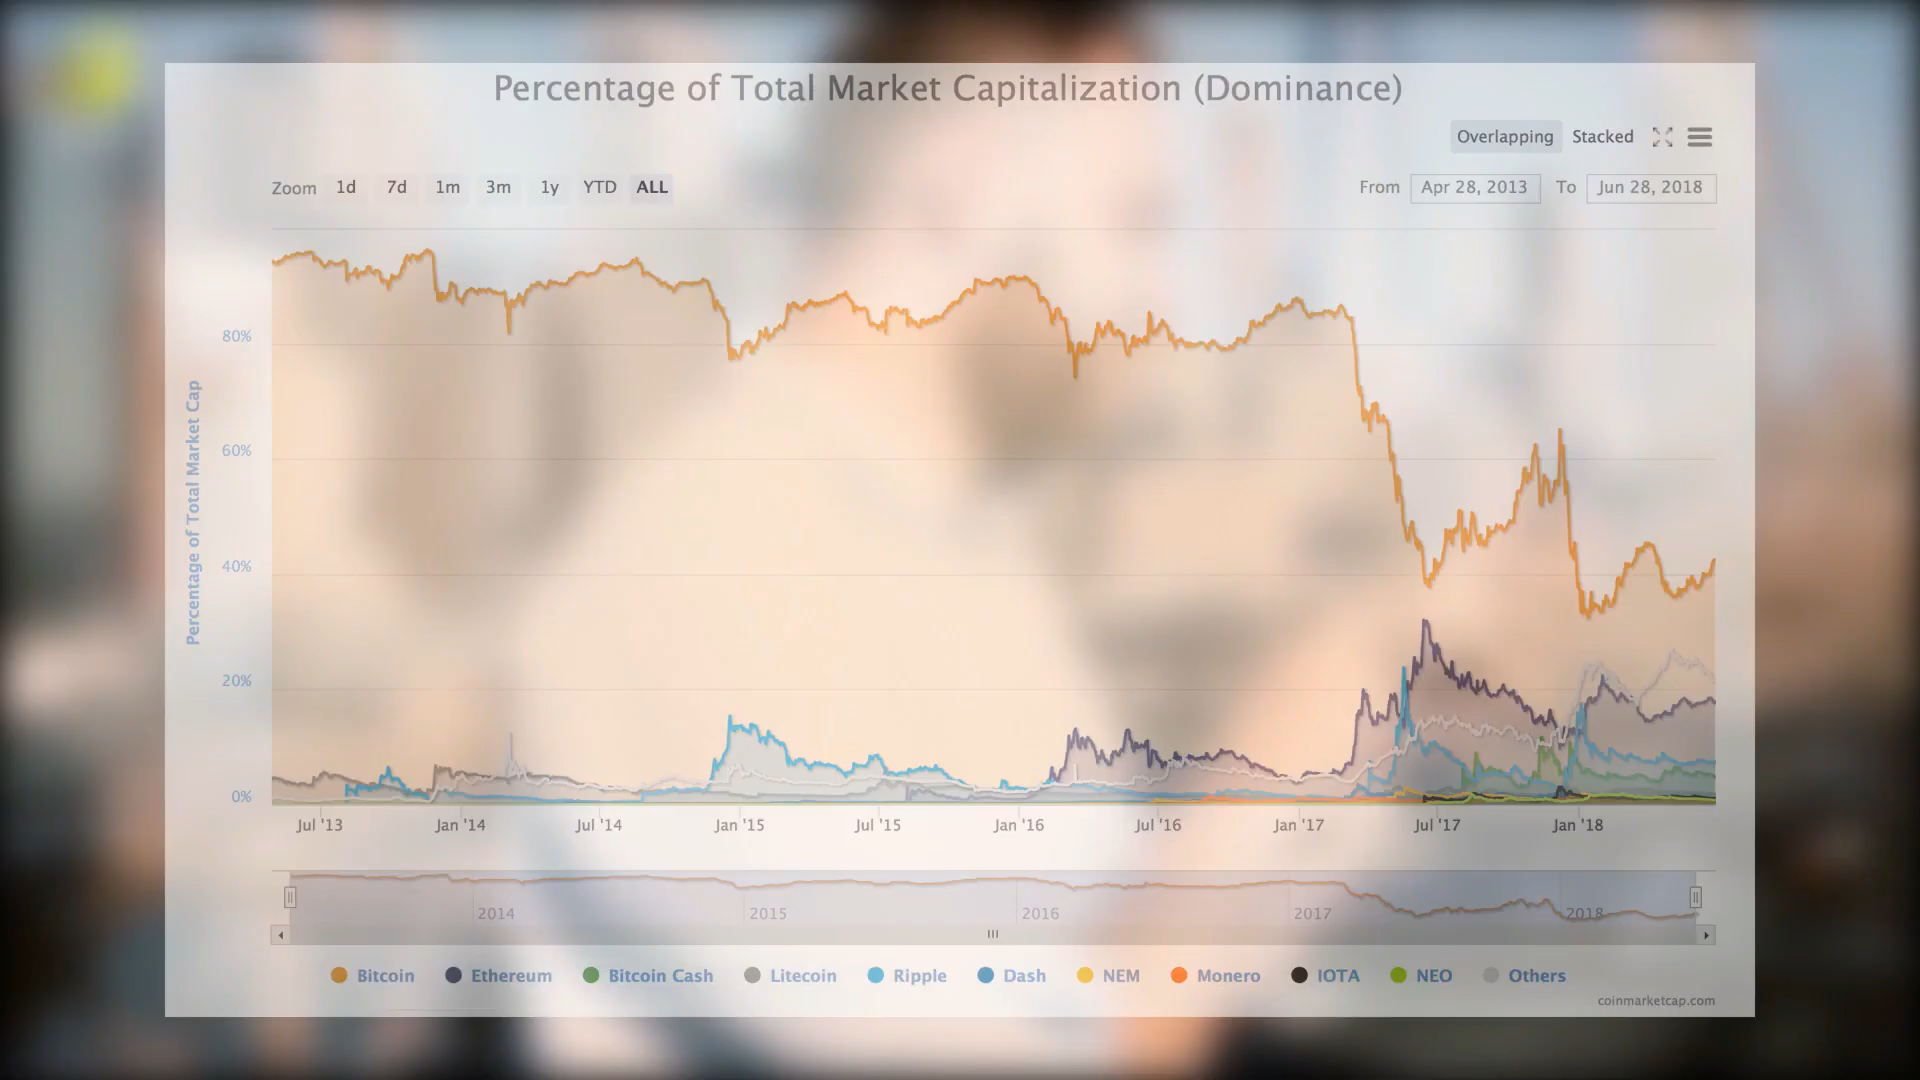 Percentage of Total Market Capitalization (Dominance)
Overlapping Stacked
Zoom 1d 7d 1m 3m 1y YTD ALL
From Apr 28, 2013 To Jun 28, 2018
Percentage of Total Market Cap
80%
60%
40%
20%
0%
Jul '13 Jan '14 Jul '14 Jan '15 Jul '15 Jan '16 Jul '16 Jan '17 Jul '17 Jan '18
2014 2015 2016 2017 2018
Bitcoin Ethereum Bitcoin Cash Litecoin Ripple Dash NEM Monero IOTA NEO Others
coinmarketcap.com